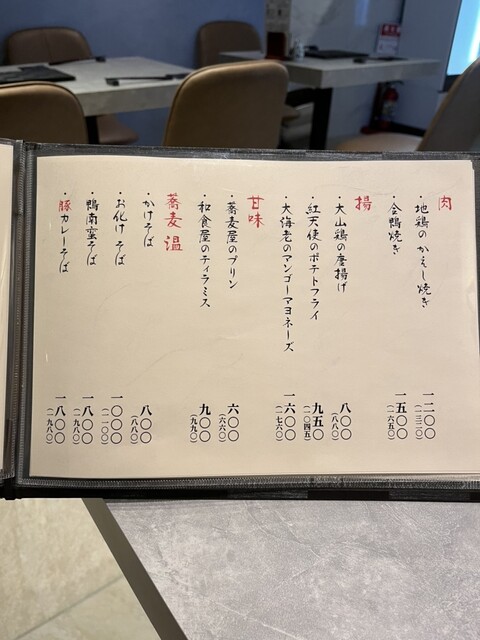 肉
・地鶏のかえし焼き 一二〇〇 (一三二〇)
・合鴨焼き 一五〇〇 (一六五〇)
揚
・大山鶏の唐揚げ 八〇〇 (八八〇)
・紅天使のポテトフライ 九五〇 (一〇四五)
・大海老のマンゴーマヨネーズ 一六〇〇 (一七六〇)
甘味
・蕎麦屋のプリン 六〇〇 (六六〇)
・和食屋のティラミス 九〇〇 (九九〇)
蕎麦 温
・かけそば 八〇〇 (八八〇)
・お化けそば 一〇〇〇 (一一〇〇)
・鴨南蛮そば 一八〇〇 (一九八〇)
・豚カレーそば 一八〇〇 (一九八〇)